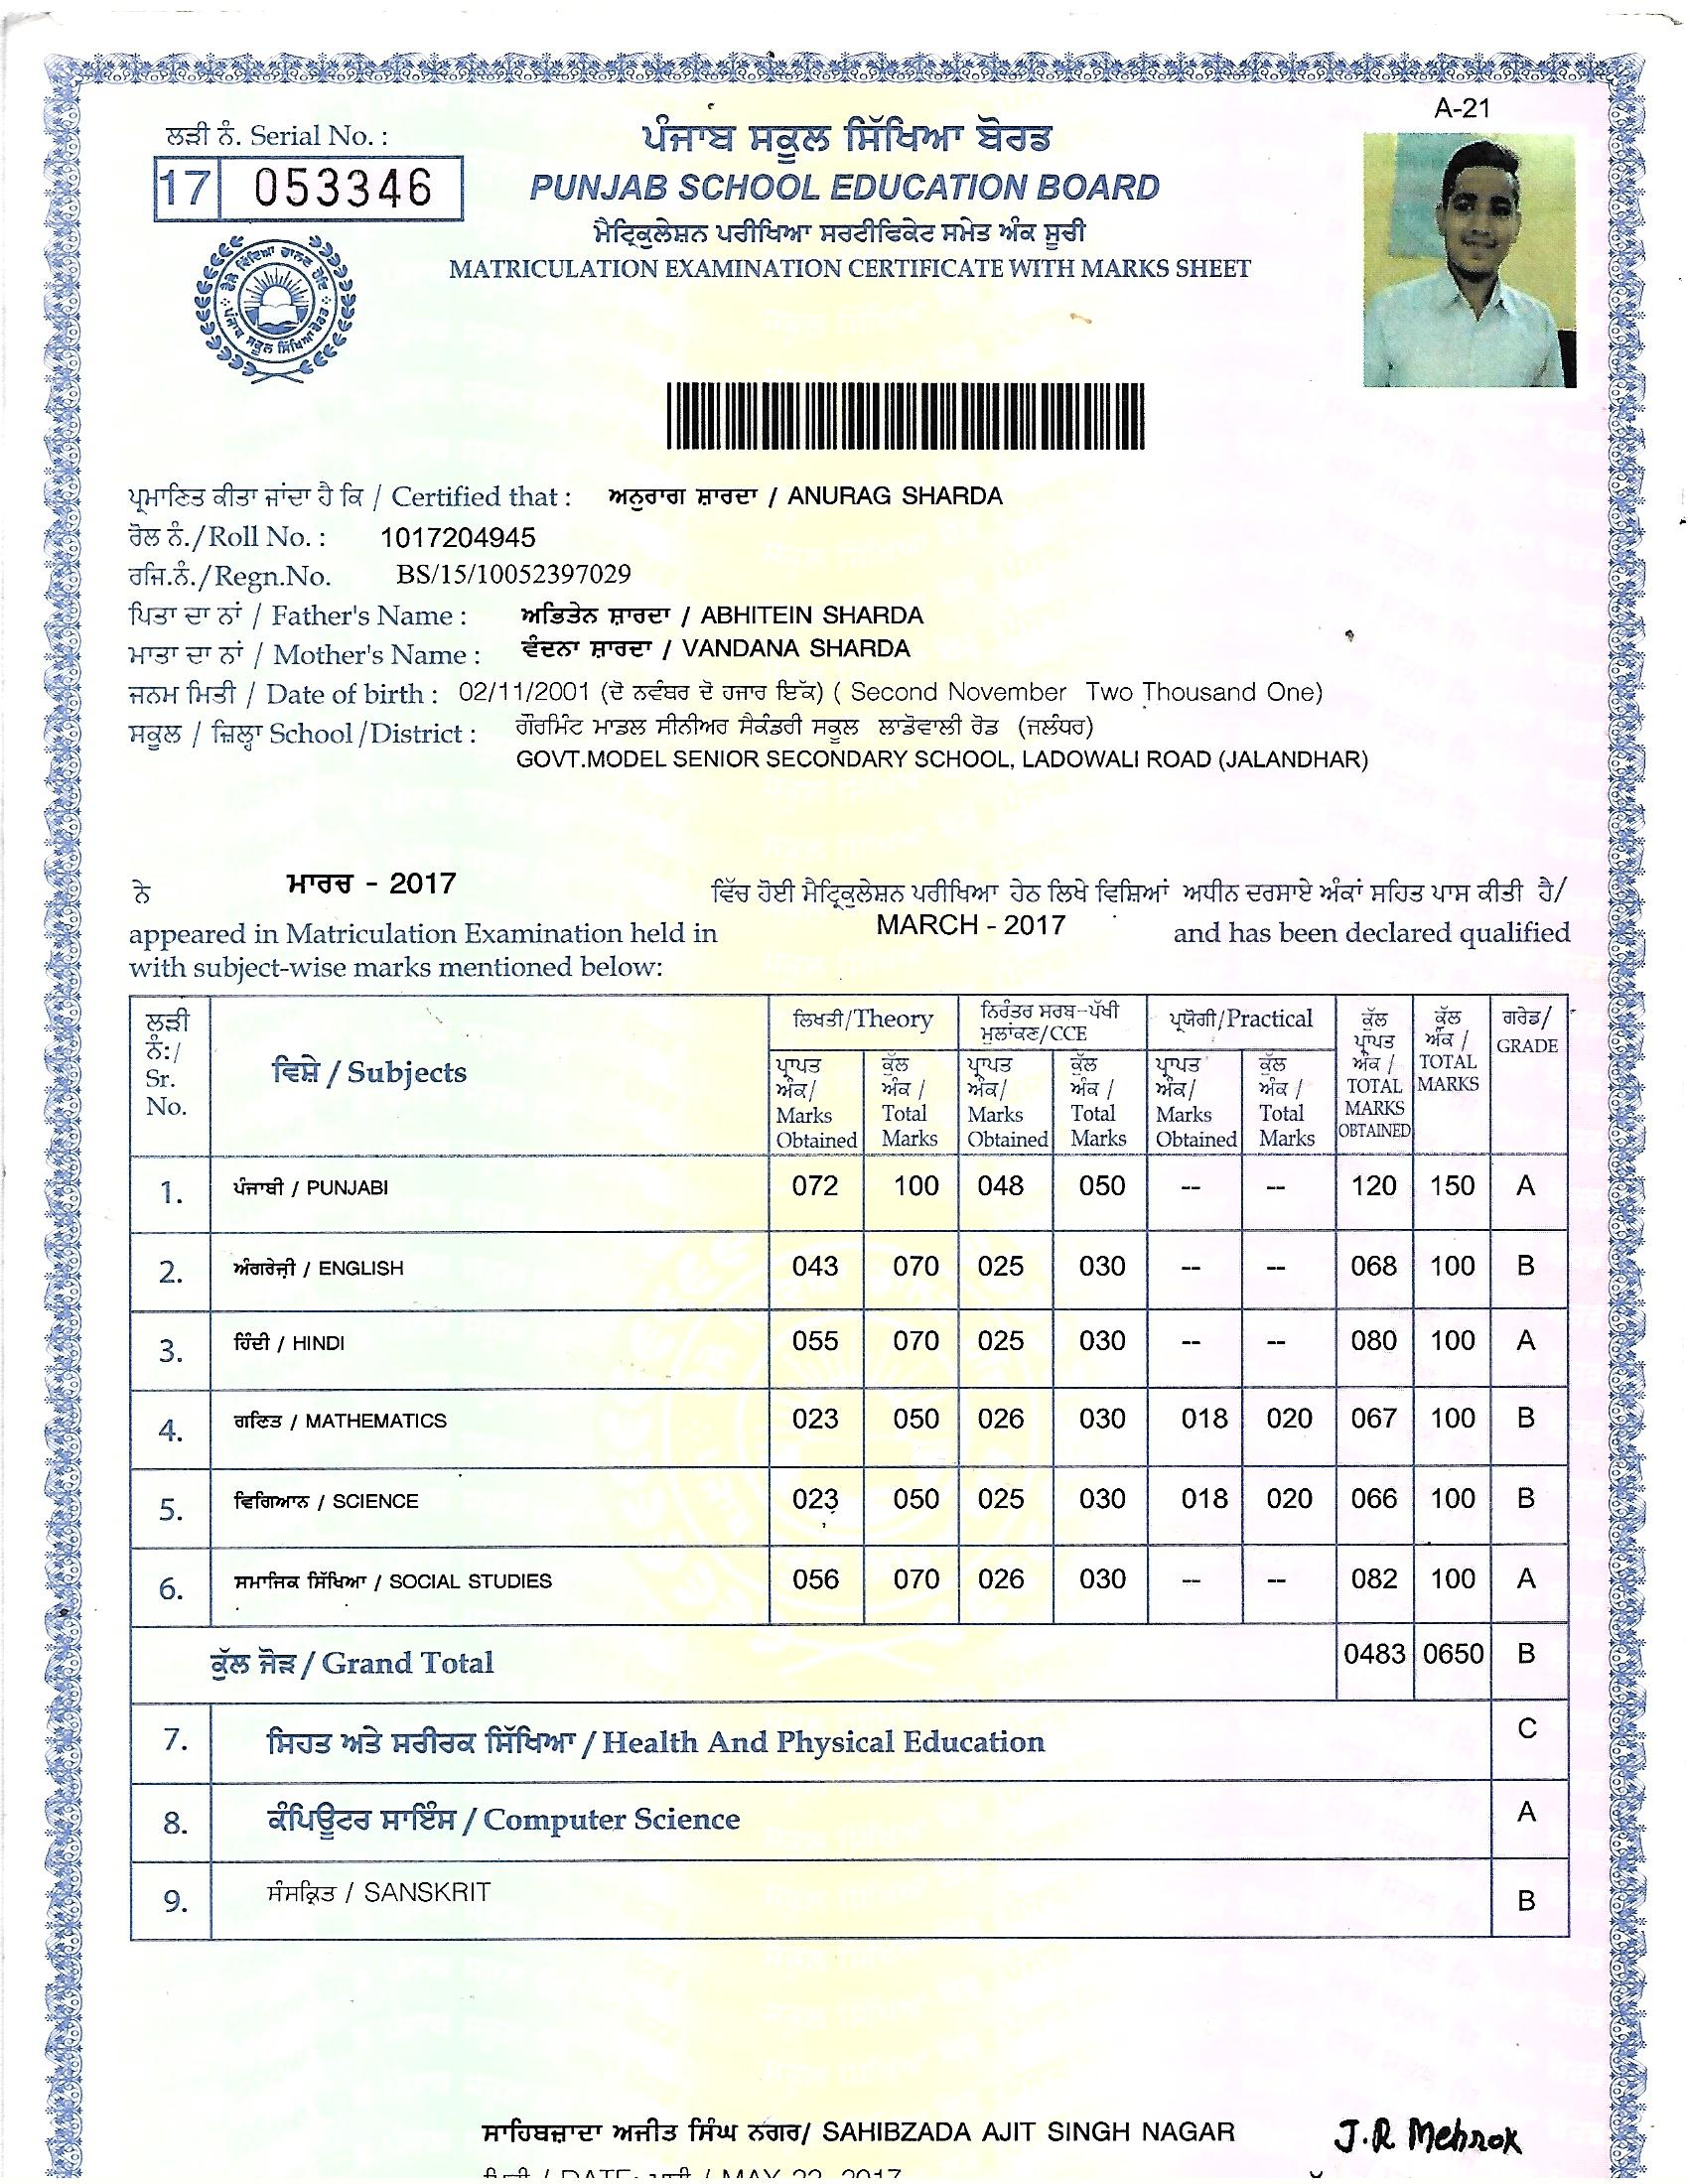 A-21
ਲੜੀ ਨੰ. Serial No. :
17 053346
ਪੰਜਾਬ ਸਕੂਲ ਸਿੱਖਿਆ ਬੋਰਡ
PUNJAB SCHOOL EDUCATION BOARD
ਮੈਟ੍ਰਿਕੁਲੇਸ਼ਨ ਪਰੀਖਿਆ ਸਰਟੀਫਿਕੇਟ ਸਮੇਤ ਅੰਕ ਸੂਚੀ
MATRICULATION EXAMINATION CERTIFICATE WITH MARKS SHEET
ਪ੍ਰਮਾਣਿਤ ਕੀਤਾ ਜਾਂਦਾ ਹੈ ਕਿ / Certified that : ਅਨੁਰਾਗ ਸ਼ਾਰਦਾ / ANURAG SHARDA
ਰੋਲ ਨੰ./Roll No. : 1017204945
ਰਜਿ.ਨੰ./Regn.No. BS/15/10052397029
ਪਿਤਾ ਦਾ ਨਾਂ / Father's Name : ਅਭਿਤੇਨ ਸ਼ਾਰਦਾ / ABHITEIN SHARDA
ਮਾਤਾ ਦਾ ਨਾਂ / Mother's Name : ਵੰਦਨਾ ਸ਼ਾਰਦਾ / VANDANA SHARDA
ਜਨਮ ਮਿਤੀ / Date of birth : 02/11/2001 (ਦੋ ਨਵੰਬਰ ਦੋ ਹਜਾਰ ਇੱਕ) ( Second November Two Thousand One)
ਸਕੂਲ / ਜ਼ਿਲ੍ਹਾ School /District : ਗੌਰਮਿੰਟ ਮਾਡਲ ਸੀਨੀਅਰ ਸੈਕੰਡਰੀ ਸਕੂਲ ਲਾਡੋਵਾਲੀ ਰੋਡ (ਜਲੰਧਰ)
GOVT.MODEL SENIOR SECONDARY SCHOOL, LADOWALI ROAD (JALANDHAR)
ਨੇ ਮਾਰਚ - 2017 ਵਿੱਚ ਹੋਈ ਮੈਟ੍ਰਿਕੁਲੇਸ਼ਨ ਪਰੀਖਿਆ ਹੇਠ ਲਿਖੇ ਵਿਸ਼ਿਆਂ ਅਧੀਨ ਦਰਸਾਏ ਅੰਕਾਂ ਸਹਿਤ ਪਾਸ ਕੀਤੀ ਹੈ/
appeared in Matriculation Examination held in MARCH - 2017 and has been declared qualified
with subject-wise marks mentioned below:
ਲੜੀ ਨੰ:/ Sr. No. ਵਿਸ਼ੇ / Subjects ਲਿਖਤੀ/Theory ਨਿਰੰਤਰ ਸਰਬ-ਪੱਖੀ ਮੁਲਾਂਕਣ/CCE ਪ੍ਰਯੋਗੀ/Practical ਕੁੱਲ ਪ੍ਰਾਪਤ ਅੰਕ / TOTAL MARKS OBTAINED ਕੁੱਲ ਅੰਕ / TOTAL MARKS ਗਰੇਡ/ GRADE
ਪ੍ਰਾਪਤ ਅੰਕ/ Marks Obtained ਕੁੱਲ ਅੰਕ / Total Marks ਪ੍ਰਾਪਤ ਅੰਕ/ Marks Obtained ਕੁੱਲ ਅੰਕ / Total Marks ਪ੍ਰਾਪਤ ਅੰਕ/ Marks Obtained ਕੁੱਲ ਅੰਕ / Total Marks
1. ਪੰਜਾਬੀ / PUNJABI 072 100 048 050 -- -- 120 150 A
2. ਅੰਗਰੇਜ਼ੀ / ENGLISH 043 070 025 030 -- -- 068 100 B
3. ਹਿੰਦੀ / HINDI 055 070 025 030 -- -- 080 100 A
4. ਗਣਿਤ / MATHEMATICS 023 050 026 030 018 020 067 100 B
5. ਵਿਗਿਆਨ / SCIENCE 023 050 025 030 018 020 066 100 B
6. ਸਮਾਜਿਕ ਸਿੱਖਿਆ / SOCIAL STUDIES 056 070 026 030 -- -- 082 100 A
ਕੁੱਲ ਜੋੜ / Grand Total 0483 0650 B
7. ਸਿਹਤ ਅਤੇ ਸਰੀਰਕ ਸਿੱਖਿਆ / Health And Physical Education C
8. ਕੰਪਿਊਟਰ ਸਾਇੰਸ / Computer Science A
9. ਸੰਸਕ੍ਰਿਤ / SANSKRIT B
ਸਾਹਿਬਜ਼ਾਦਾ ਅਜੀਤ ਸਿੰਘ ਨਗਰ/ SAHIBZADA AJIT SINGH NAGAR J.R Mehrok
/ DATE: / MAY 22, 2017